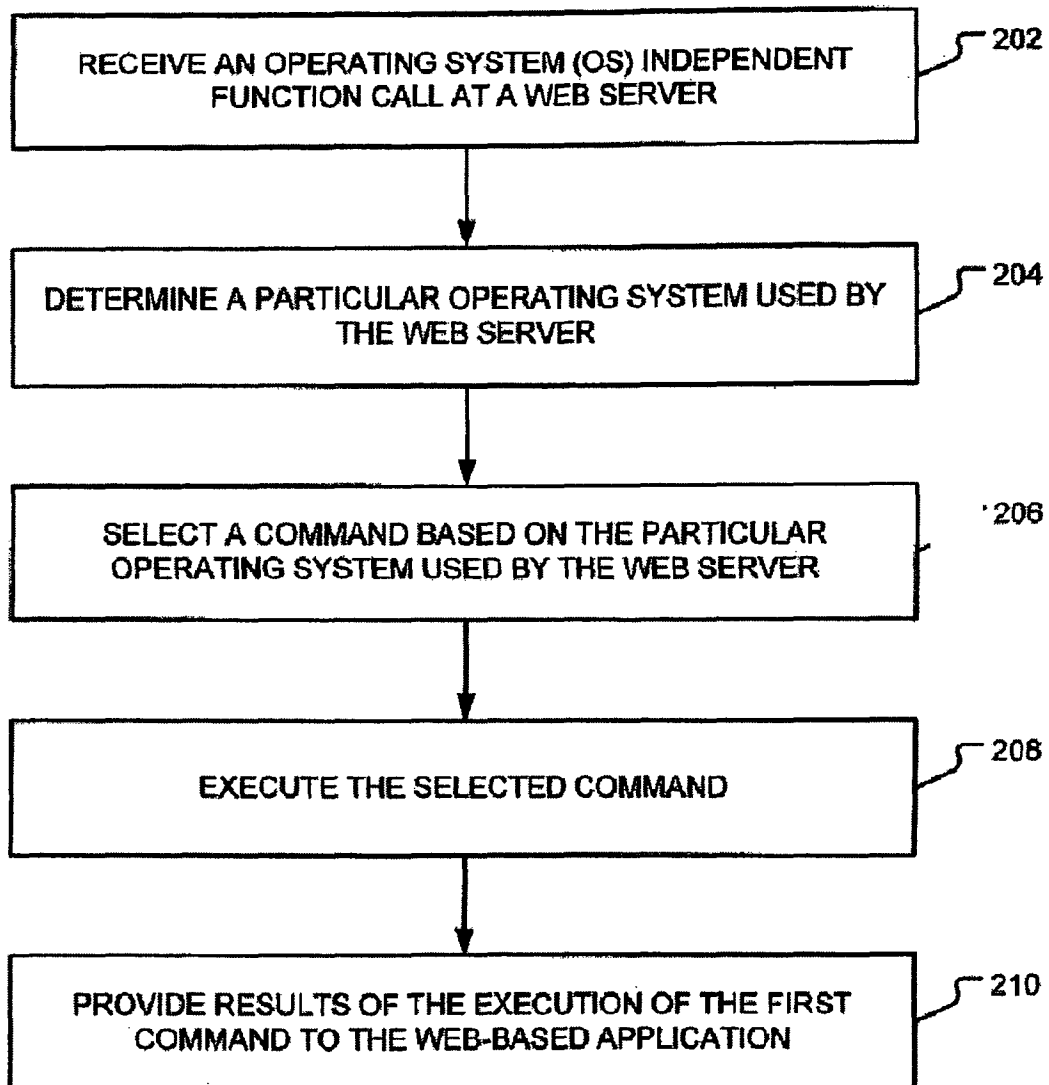 RECEIVE AN OPERATING SYSTEM (OS) INDEPENDENT
FUNCTION CALL AT A WEB SERVER
202
DETERMINE A PARTICULAR OPERATING SYSTEM USED BY
THE WEB SERVER
204
SELECT A COMMAND BASED ON THE PARTICULAR
OPERATING SYSTEM USED BY THE WEB SERVER
206
EXECUTE THE SELECTED COMMAND
208
PROVIDE RESULTS OF THE EXECUTION OF THE FIRST
COMMAND TO THE WEB-BASED APPLICATION
210